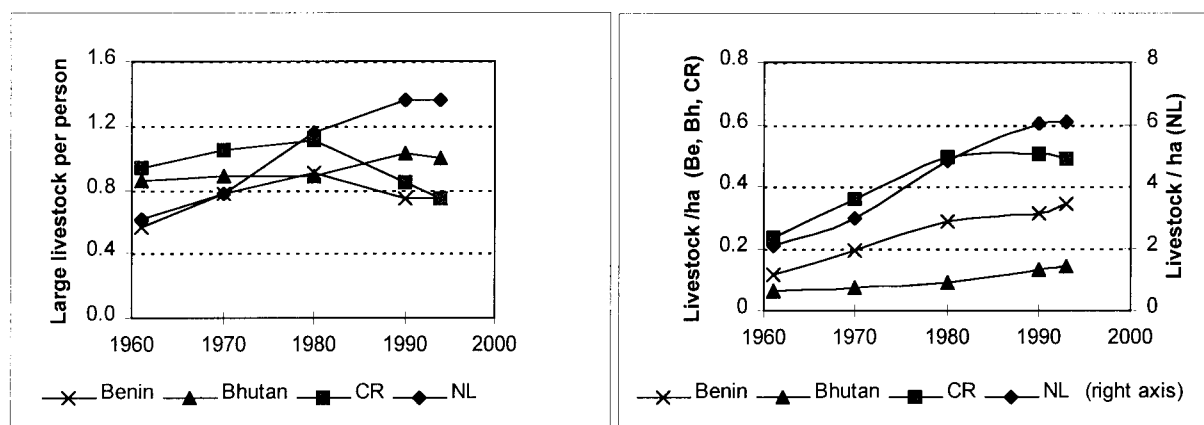 Large livestock per person
1.6
1.2
0.8
0.4
0.0
1960 1970 1980 1990 2000
Benin Bhutan CR NL
Livestock /ha (Be, Bh, CR)
0.8
0.6
0.4
0.2
0
1960 1970 1980 1990 2000
8
6
4
2
0
Livestock / ha (NL)
Benin Bhutan CR NL (right axis)